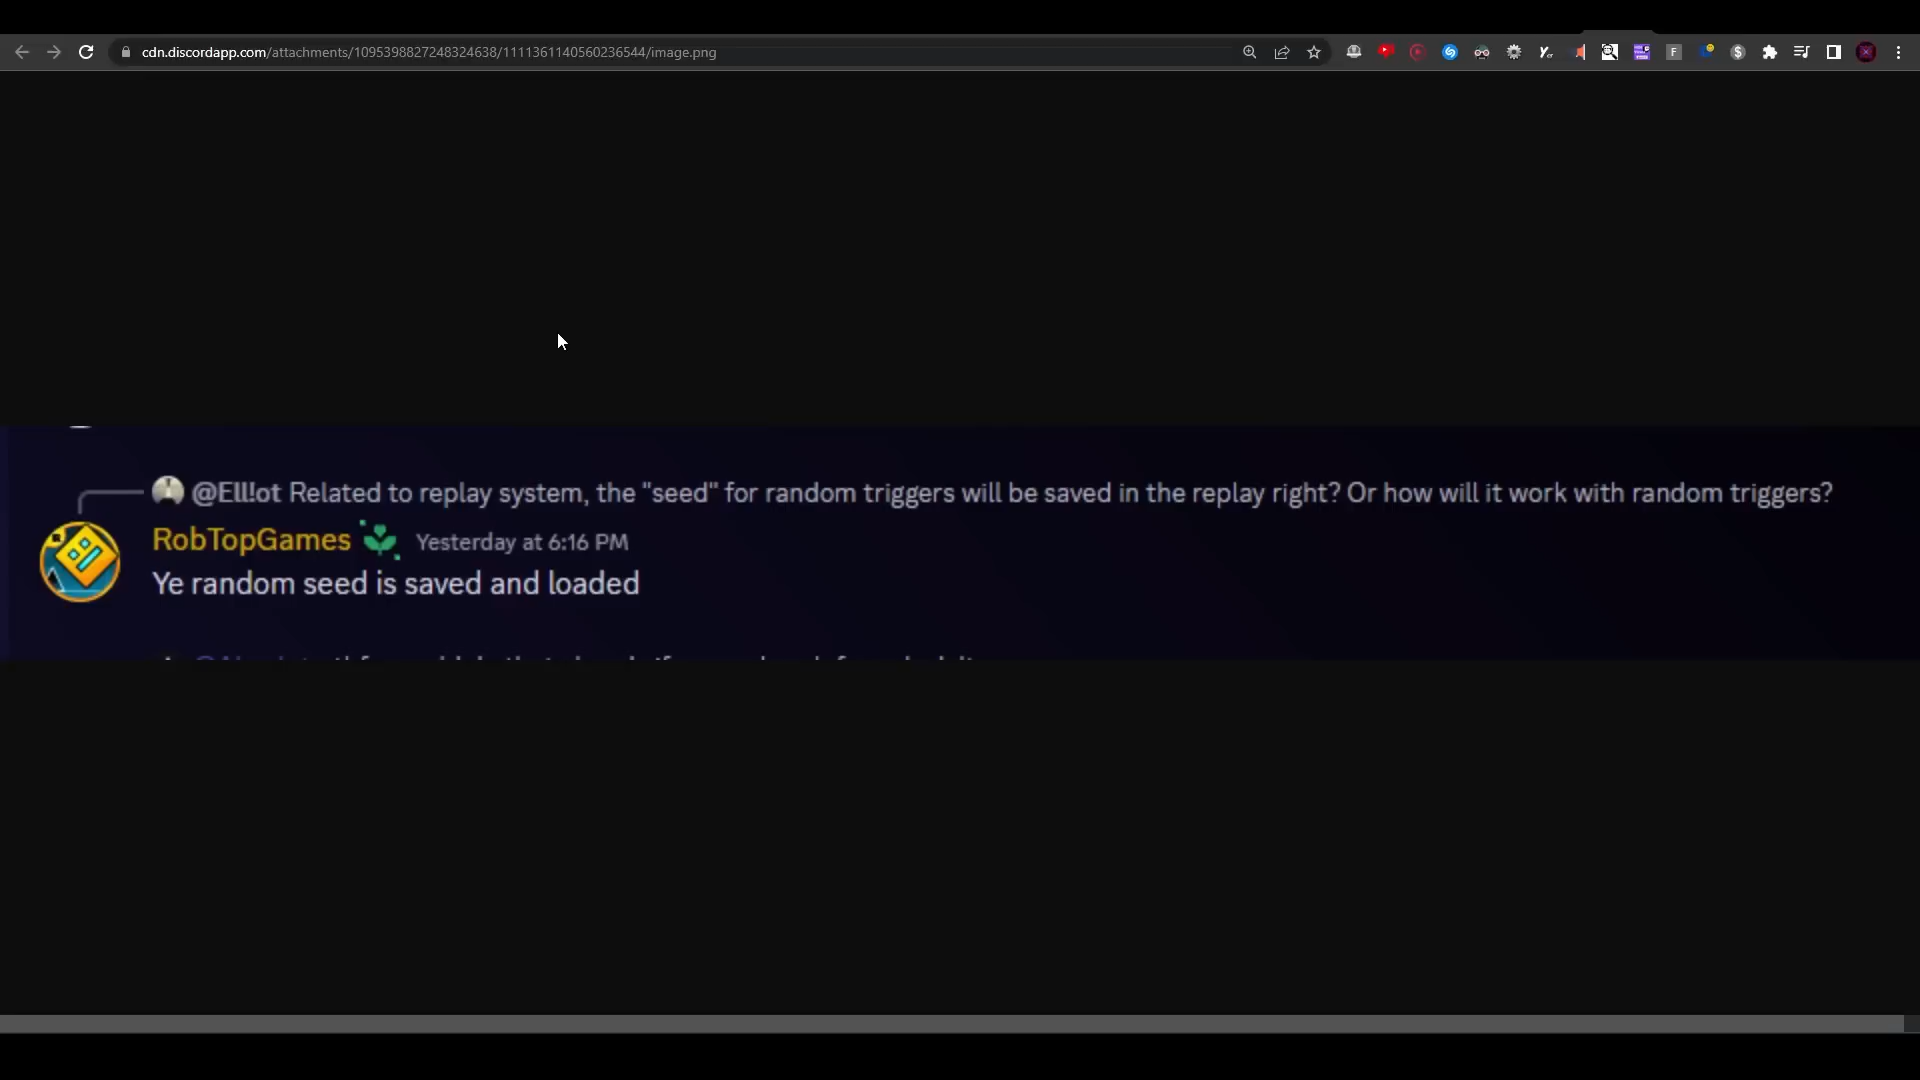 cdn.discordapp.com/attachments/1095398827248324638/1111361140560236544/image.png
@Ell!ot Related to replay system, the "seed" for random triggers will be saved in the replay right? Or how will it work with random triggers?
RobTopGames Yesterday at 6:16 PM
Ye random seed is saved and loaded